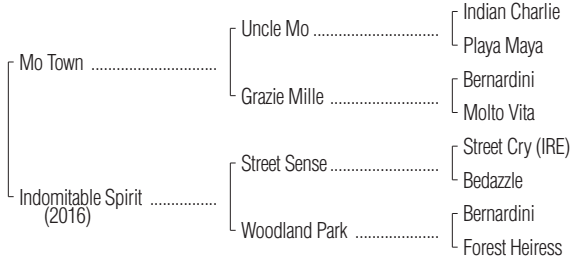 Indian Charlie
Uncle Mo ..............................
Playa Maya
Mo Town ..............................
Bernardini
Grazie Mille ..........................
Molto Vita
Street Cry (IRE)
Street Sense ..........................
Bedazzle
Indomitable Spirit ................
(2016)
Bernardini
Woodland Park ....................
Forest Heiress